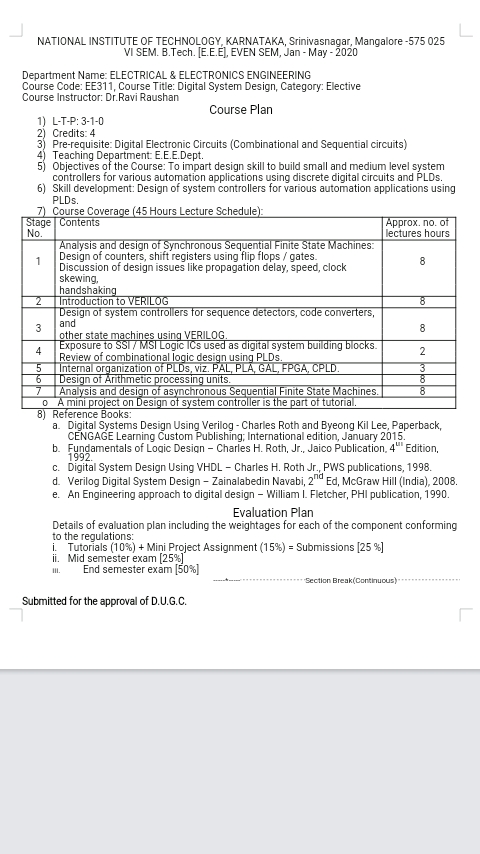 NATIONAL INSTITUTE OF TECHNOLOGY, KARNATAKA, Srinivasnagar, Mangalore -575 025
VI SEM. B.Tech. [E.E.E], EVEN SEM, Jan - May - 2020
Department Name: ELECTRICAL & ELECTRONICS ENGINEERING
Course Code: EE311, Course Title: Digital System Design, Category: Elective
Course Instructor: Dr.Ravi Raushan
Course Plan
1) L-T-P: 3-1-0
2) Credits: 4
3) Pre-requisite: Digital Electronic Circuits (Combinational and Sequential circuits)
4) Teaching Department: E.E.E.Dept.
5) Objectives of the Course: To impart design skill to build small and medium level system
controllers for various automation applications using discrete digital circuits and PLDs.
6) Skill development: Design of system controllers for various automation applications using
PLDs.
7) Course Coverage (45 Hours Lecture Schedule):
Stage No. Contents Approx. no. of lectures hours
1 Analysis and design of Synchronous Sequential Finite State Machines: 8
Design of counters, shift registers using flip flops / gates.
Discussion of design issues like propagation delay, speed, clock
skewing,
handshaking
2 Introduction to VERILOG 8
3 Design of system controllers for sequence detectors, code converters, 8
and
other state machines using VERILOG.
4 Exposure to SSI / MSI Logic ICs used as digital system building blocks. 2
Review of combinational logic design using PLDs.
5 Internal organization of PLDs, viz. PAL, PLA, GAL, FPGA, CPLD. 3
6 Design of Arithmetic processing units. 8
7 Analysis and design of asynchronous Sequential Finite State Machines. 8
o A mini project on Design of system controller is the part of tutorial.
8) Reference Books:
a. Digital Systems Design Using Verilog - Charles Roth and Byeong Kil Lee, Paperback,
CENGAGE Learning Custom Publishing; International edition, January 2015.
b. Fundamentals of Logic Design – Charles H. Roth, Jaico Publication, 4th Edition,
1992.
c. Digital System Design Using VHDL – Charles H. Roth Jr., PWS publications, 1998.
d. Verilog Digital System Design – Zainalabedin Navabi, 2nd Ed, McGraw Hill (India), 2008.
e. An Engineering approach to digital design – William I. Fletcher, PHI publication, 1990.
Evaluation Plan
Details of evaluation plan including the weightages for each of the component conforming
to the regulations:
i. Tutorials (10%) + Mini Project Assignment (15%) = Submissions [25 %]
ii. Mid semester exam [25%]
iii. End semester exam [50%]
-----*----- Section Break(Continuous)
Submitted for the approval of D.U.G.C.